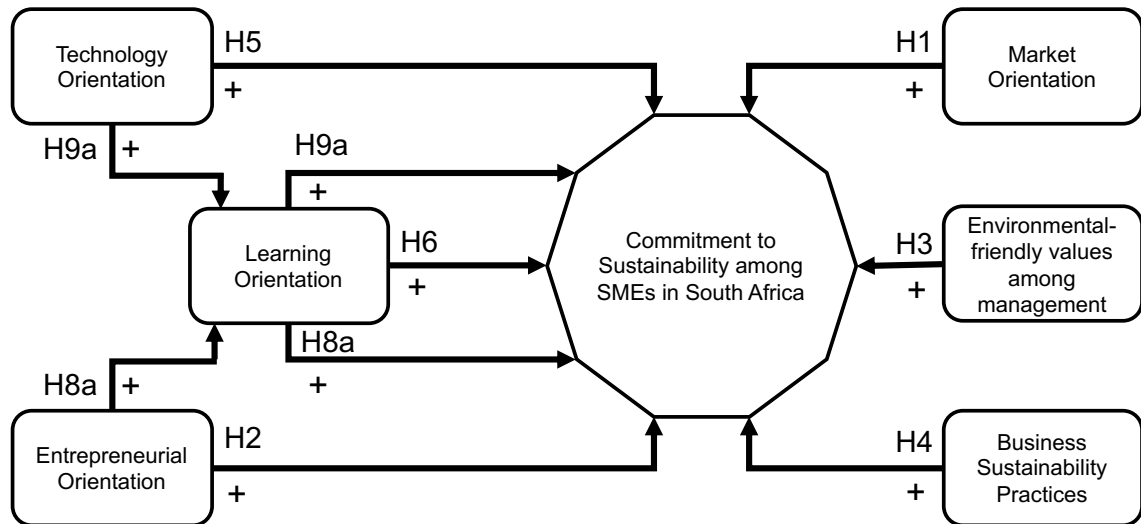 Technology
Orientation
H5
+
H1
+
Market
Orientation
H9a
+
H9a
+
Learning
Orientation
H6
+
Commitment to
Sustainability among
SMEs in South Africa
H3
+
Environmental-
friendly values
among
management
H8a
+
H8a
+
Entrepreneurial
Orientation
H2
+
H4
+
Business
Sustainability
Practices